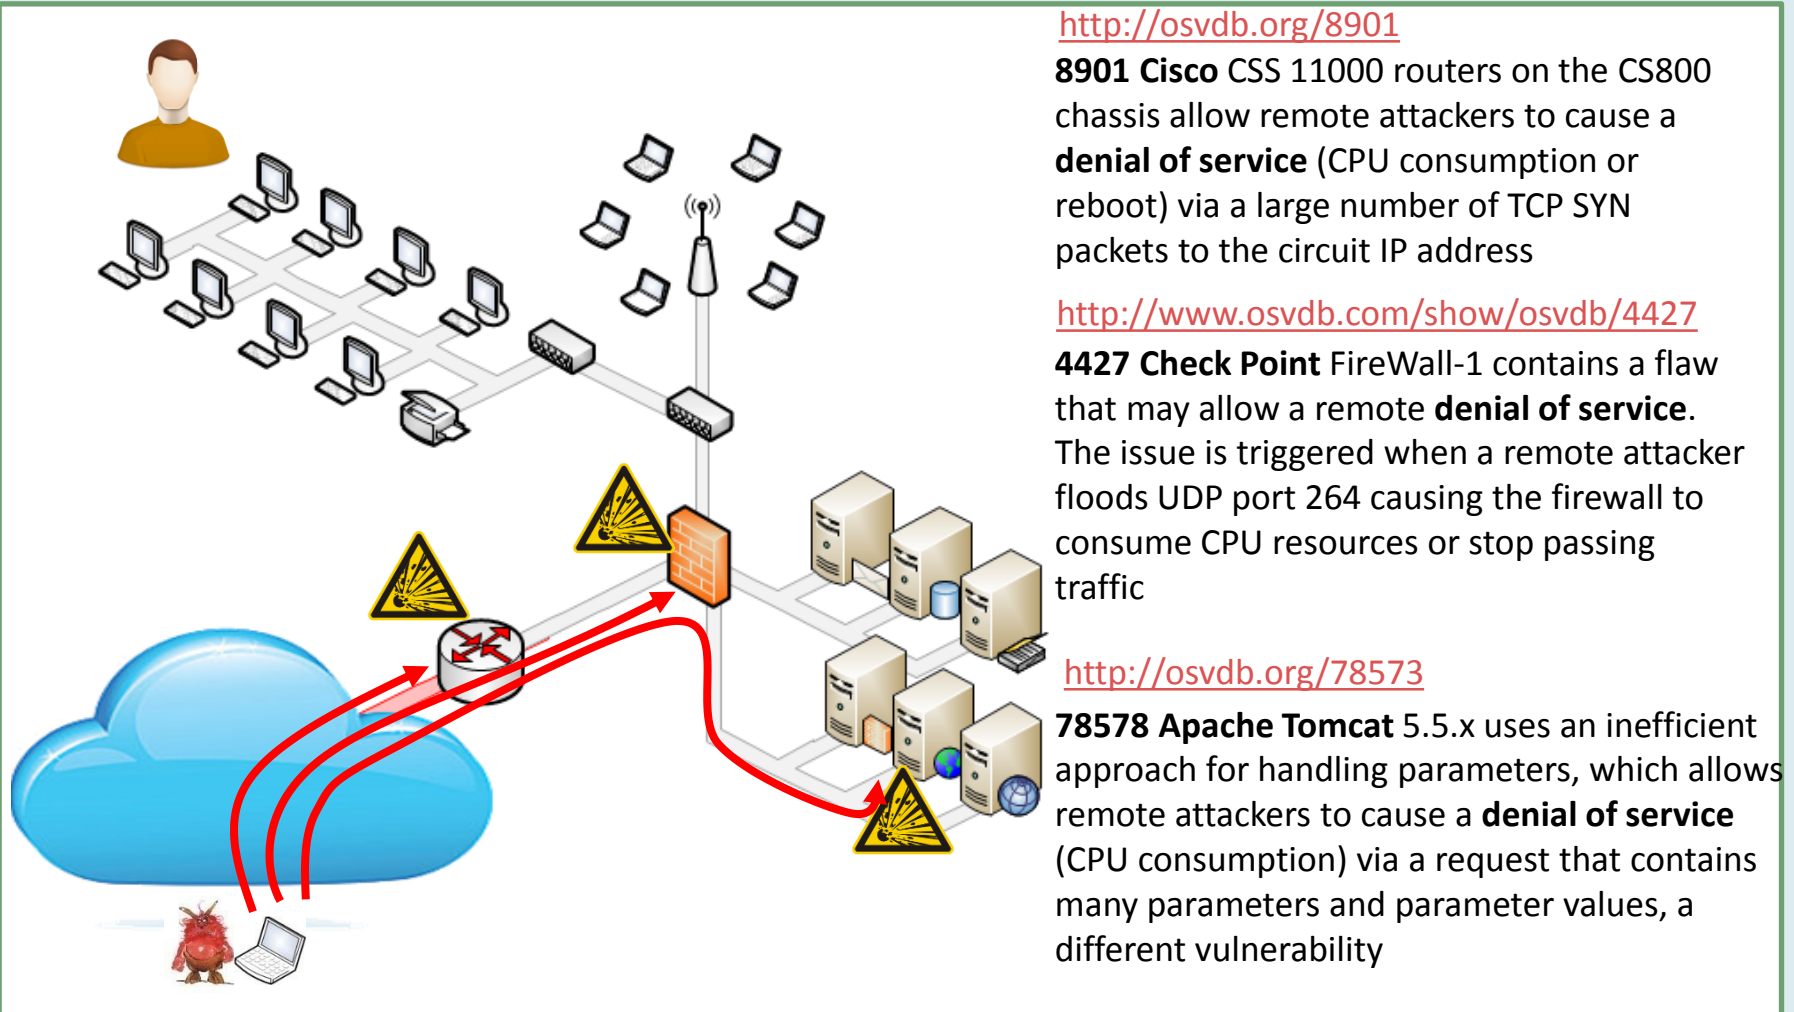 http://osvdb.org/8901
8901 Cisco CSS 11000 routers on the CS800
chassis allow remote attackers to cause a
denial of service (CPU consumption or
reboot) via a large number of TCP SYN
packets to the circuit IP address
http://www.osvdb.com/show/osvdb/4427
4427 Check Point FireWall-1 contains a flaw
that may allow a remote denial of service.
The issue is triggered when a remote attacker
floods UDP port 264 causing the firewall to
consume CPU resources or stop passing
traffic
http://osvdb.org/78573
78578 Apache Tomcat 5.5.x uses an inefficient
approach for handling parameters, which allows
remote attackers to cause a denial of service
(CPU consumption) via a request that contains
many parameters and parameter values, a
different vulnerability